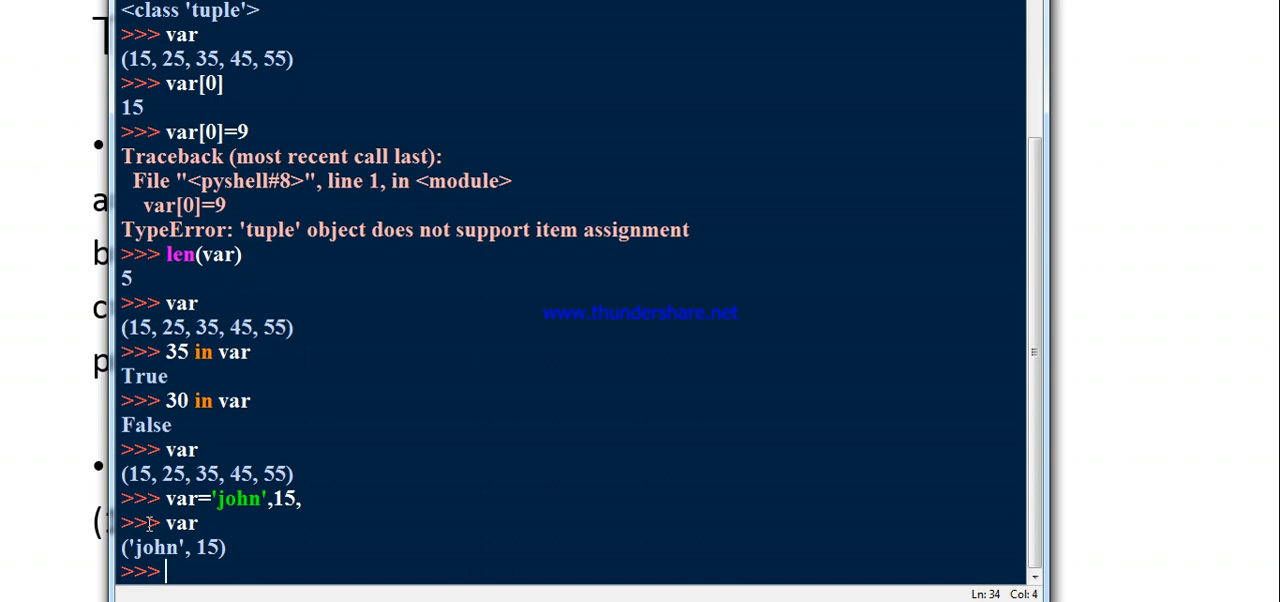 <class 'tuple'>
>>> var
(15, 25, 35, 45, 55)
>>> var[0]
15
>>> var[0]=9
Traceback (most recent call last):
File "<pyshell#8>", line 1, in <module>
var[0]=9
TypeError: 'tuple' object does not support item assignment
>>> len(var)
5
>>> var
www.thundershare.net
(15, 25, 35, 45, 55)
>>> 35 in var
True
>>> 30 in var
False
>>> var
(15, 25, 35, 45, 55)
>>> var='john',15,
>>> var
('john', 15)
>>>
Ln: 34 Col: 4